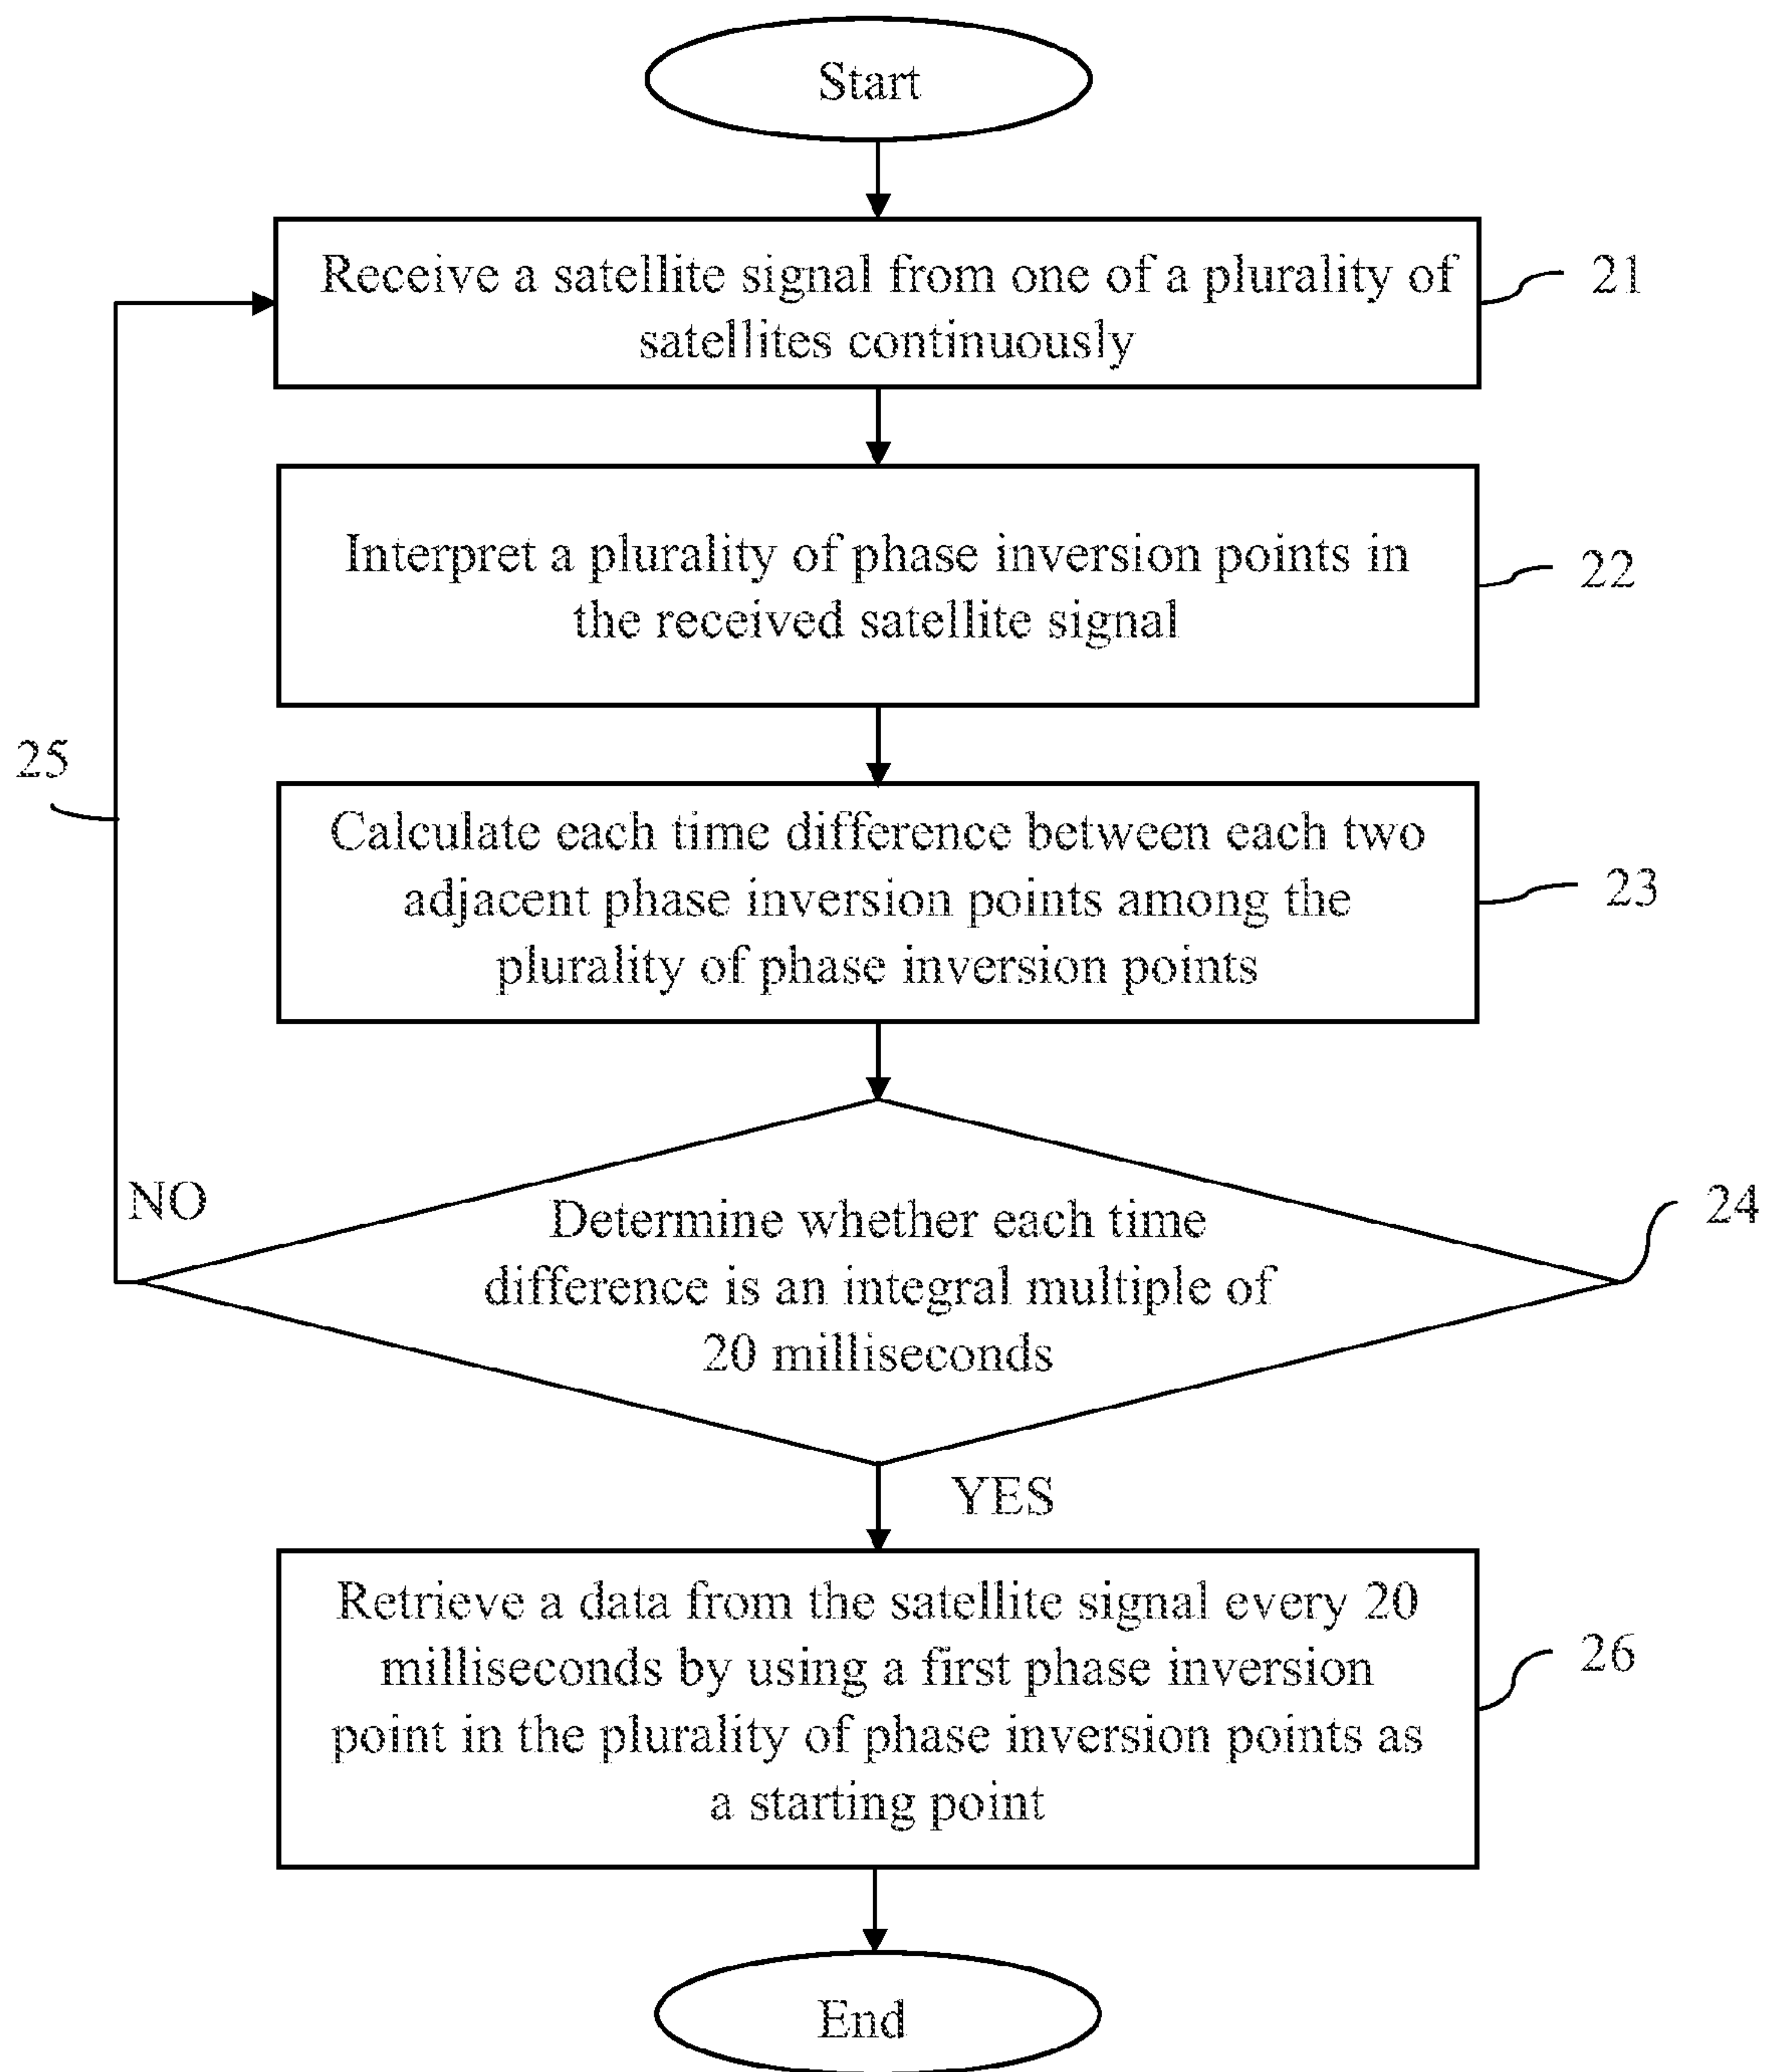 Start
Receive a satellite signal from one of a plurality of
satellites continuously
21
Interpret a plurality of phase inversion points in
the received satellite signal
22
25
Calculate each time difference between each two
adjacent phase inversion points among the
plurality of phase inversion points
23
NO
Determine whether each time
difference is an integral multiple of
20 milliseconds
24
YES
Retrieve a data from the satellite signal every 20
milliseconds by using a first phase inversion
point in the plurality of phase inversion points as
a starting point
26
End